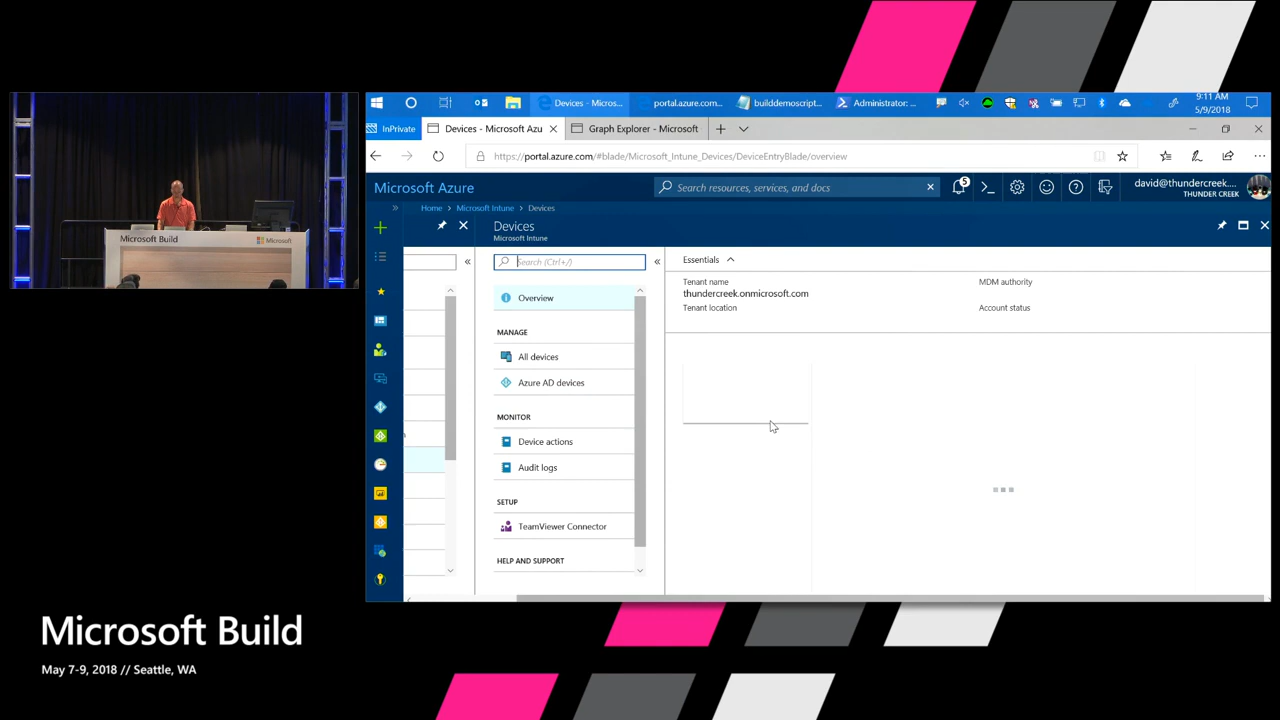 Devices - Micros...
portal.azure.com...
builddemoscript...
Administrator: ...
9:11 AM
5/9/2018
InPrivate
Devices - Microsoft Azu
Graph Explorer - Microsoft
https://portal.azure.com/#blade/Microsoft_Intune_Devices/DeviceEntryBlade/overview
Microsoft Azure
Search resources, services, and docs
5
david@thundercreek....
THUNDER CREEK
Home > Microsoft Intune > Devices
Devices
Microsoft Intune
Search (Ctrl+/)
Overview
MANAGE
All devices
Azure AD devices
MONITOR
Device actions
Audit logs
SETUP
TeamViewer Connector
HELP AND SUPPORT
Essentials
Tenant name
thundercreek.onmicrosoft.com
Tenant location
MDM authority
Account status
Microsoft Build
Microsoft
Microsoft Build
May 7-9, 2018 // Seattle, WA